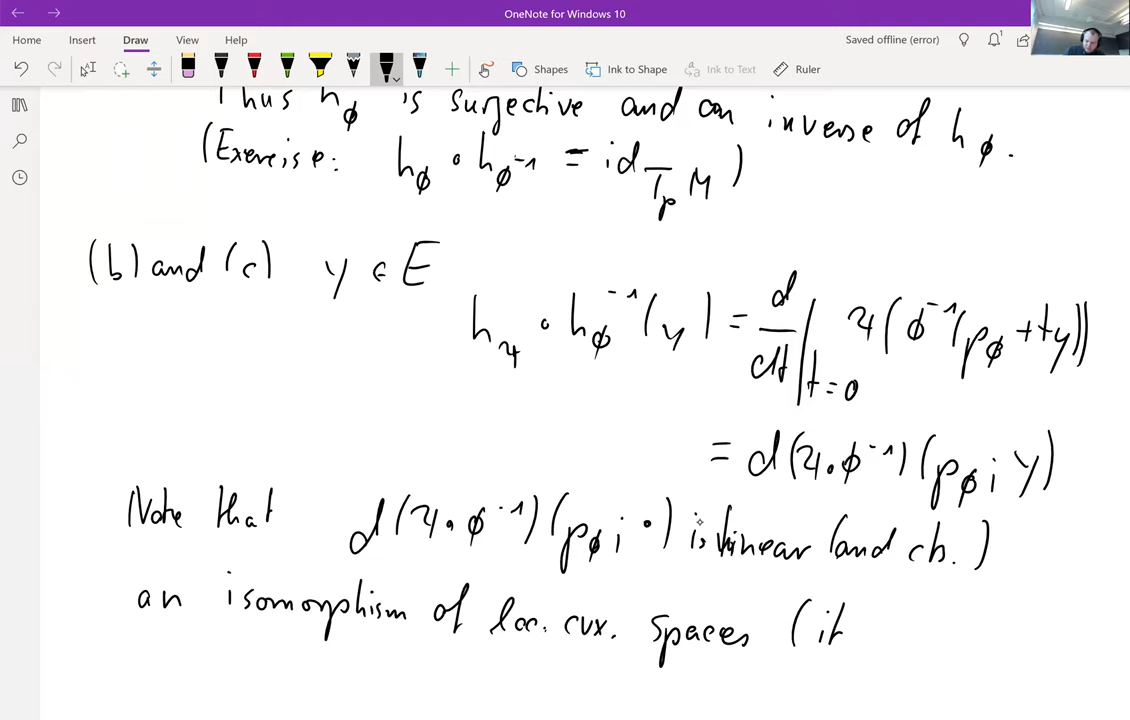 OneNote for Windows 10
Home Insert Draw View Help Saved offline (error)
Shapes Ink to Shape Ink to Text Ruler
Thus h_ϕ is surjective and an inverse of h_ϕ.
(Exercise: h_ϕ ∘ h_ϕ^{-1} = id_{T_p M})
(b) and (c) y ∈ E
h_ψ ∘ h_ϕ^{-1}(y) = d/dt|_{t=0} ψ(ϕ^{-1}(p_ϕ + ty))
= d(ψ∘ϕ^{-1})(p_ϕ; y)
Note that d(ψ∘ϕ^{-1})(p_ϕ; •) is linear (and cts.)
an isomorphism of loc. cvx. spaces (it